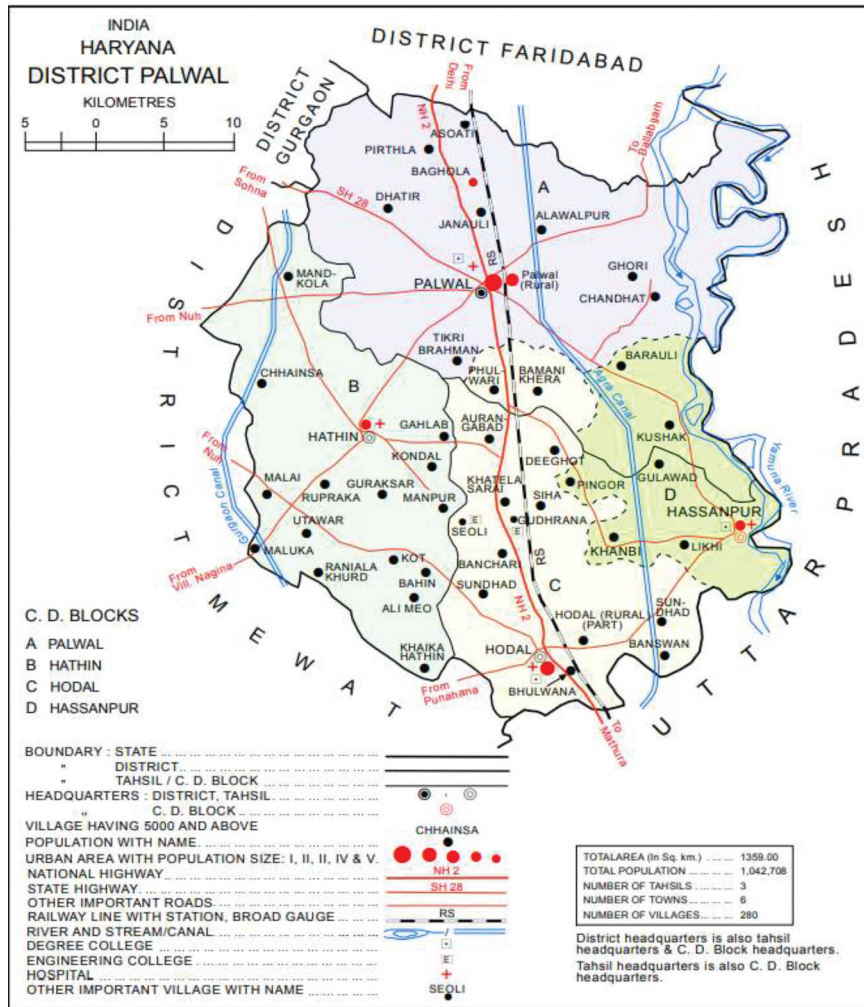 INDIA
HARYANA
DISTRICT PALWAL
KILOMETRES
5 0 5 10
DISTRICT FARIDABAD
DISTRICT
GURGAON
From
Delhi
NH 2
ASOATI
PIRTHLA
BAGHOLA
A
To
Ballabgarh
From
Sohna
SH 28
DHATIR
JANAULI
ALAWALPUR
RS
MAND-
KOLA
PALWAL
Palwal
(Rural)
GHORI
CHANDHAT
From Nuh
TIKRI
BRAHMAN
PHUL-
WARI
BAMANI
KHERA
Agra Canal
BARAULI
CHHAINSA
B
HATHIN
GAHLAB
AURAN-
GABAD
KUSHAK
From
Nuh
KONDAL
DEEGHOT
GULAWAD
Yamuna River
MALAI
RUPRAKA
GURAKSAR
MANPUR
KHATELA
SARAI
SIHA
PINGOR
D
HASSANPUR
Gurgaon Canal
UTAWAR
SEOLI
E
GUDHRANA
E
KHANBI
LIKHI
MALUKA
KOT
BANCHARI
RS
From
Vill. Nagina
RANIALA
KHURD
BAHIN
SUNDHAD
C
ALI MEO
NH 2
HODAL (RURAL)
(PART)
SUN-
DHAD
KHAIKA
HATHIN
HODAL
BANSWAN
From
Punahana
BHULWANA
To
Mathura
DISTRICT MEWAT
UTTAR PRADESH
C. D. BLOCKS
A PALWAL
B HATHIN
C HODAL
D HASSANPUR
BOUNDARY : STATE
" DISTRICT
" TAHSIL / C. D. BLOCK
HEADQUARTERS : DISTRICT, TAHSIL
" C. D. BLOCK
VILLAGE HAVING 5000 AND ABOVE
POPULATION WITH NAME CHHAINSA
URBAN AREA WITH POPULATION SIZE: I, II, II, IV & V.
NATIONAL HIGHWAY NH 2
STATE HIGHWAY SH 28
OTHER IMPORTANT ROADS
RAILWAY LINE WITH STATION, BROAD GAUGE RS
RIVER AND STREAM/CANAL
DEGREE COLLEGE
ENGINEERING COLLEGE E
HOSPITAL
OTHER IMPORTANT VILLAGE WITH NAME SEOLI
TOTALAREA (In Sq. km.) 1359.00
TOTAL POPULATION 1,042,708
NUMBER OF TAHSILS 3
NUMBER OF TOWNS 6
NUMBER OF VILLAGES 280
District headquarters is also tahsil
headquarters & C. D. Block headquarters.
Tahsil headquarters is also C. D. Block
headquarters.